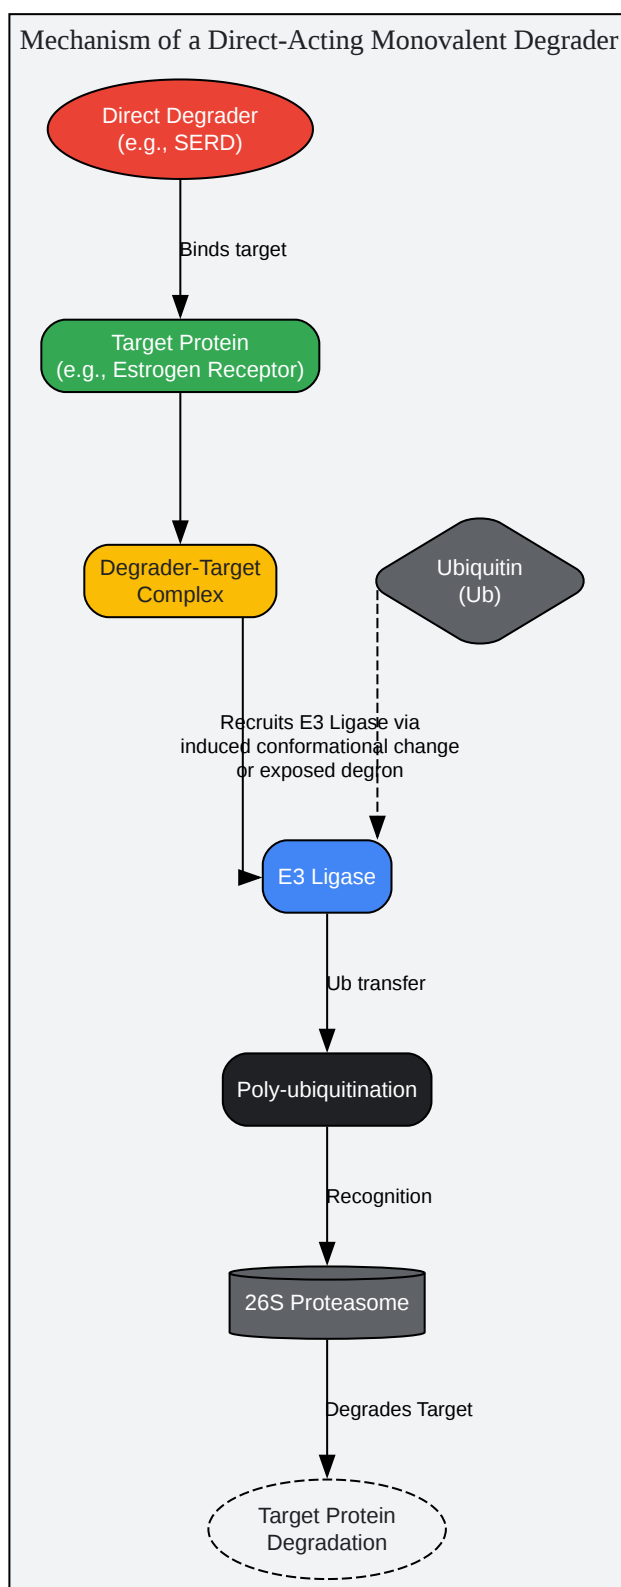 Mechanism of a Direct-Acting Monovalent Degrader
Direct Degrader
(e.g., SERD)
Binds target
Target Protein
(e.g., Estrogen Receptor)
Degrader-Target
Complex
Ubiquitin
(Ub)
Recruits E3 Ligase via
induced conformational change
or exposed degron
E3 Ligase
Ub transfer
Poly-ubiquitination
Recognition
26S Proteasome
Degrades Target
Target Protein
Degradation